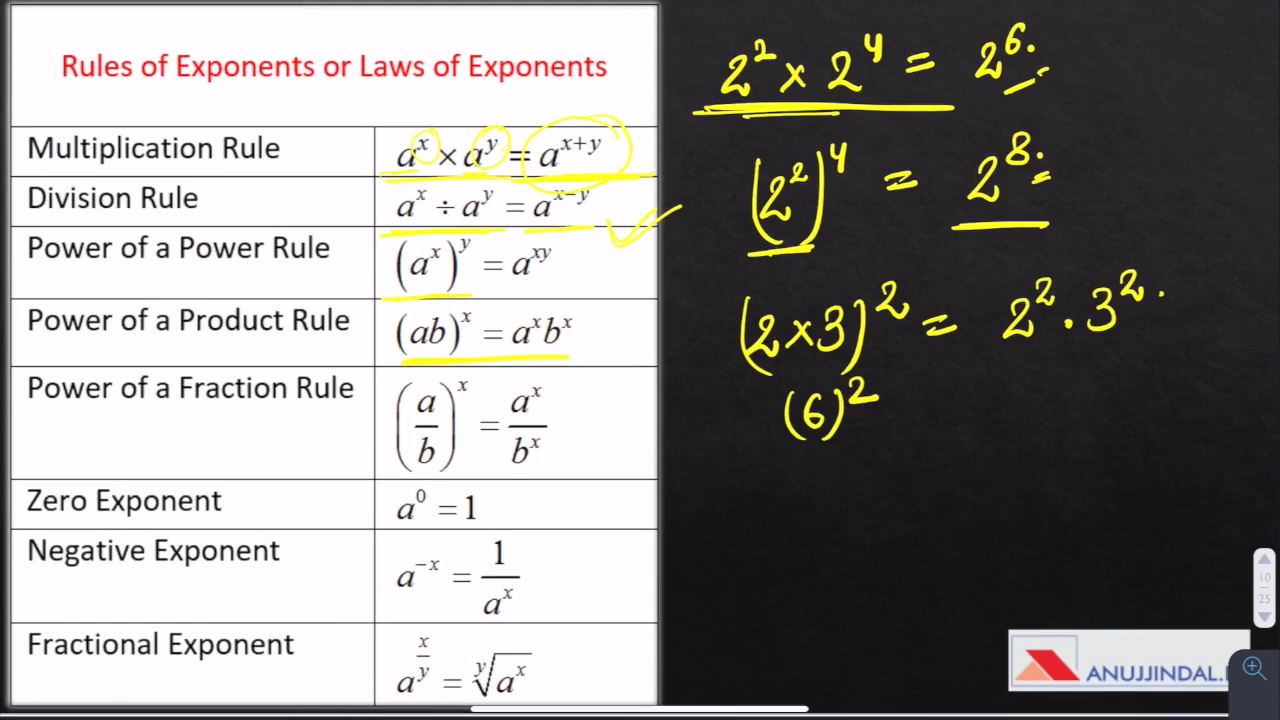 Rules of Exponents or Laws of Exponents
Multiplication Rule a^x × a^y = a^{x+y}
Division Rule a^x ÷ a^y = a^{x−y}
Power of a Power Rule (a^x)^y = a^{xy}
Power of a Product Rule (ab)^x = a^x b^x
Power of a Fraction Rule (a/b)^x = a^x/b^x
Zero Exponent a^0 = 1
Negative Exponent a^{−x} = 1/a^x
Fractional Exponent a^{x/y} = ʸ√a^x
2^2 × 2^4 = 2^6.
(2^2)^4 = 2^8.
(2×3)^2 = 2^2 . 3^2 .
(6)^2
10
25
ANUJJINDAL.